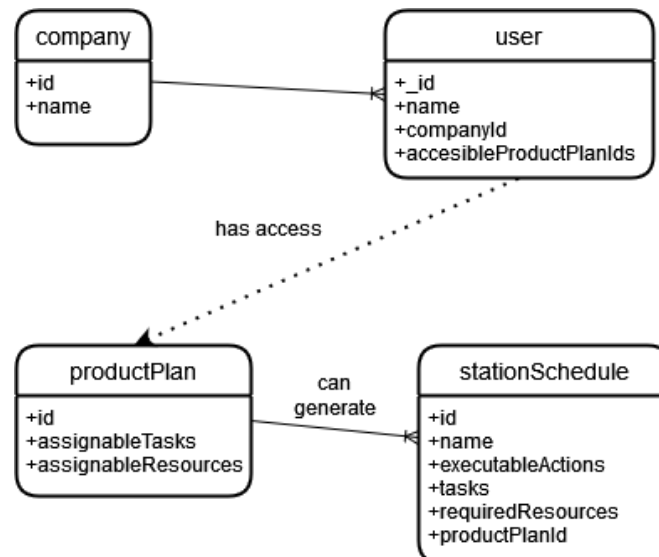 company
+id
+name
user
+_id
+name
+companyId
+accesibleProductPlanIds
has access
productPlan
+id
+assignableTasks
+assignableResources
can
generate
stationSchedule
+id
+name
+executableActions
+tasks
+requiredResources
+productPlanId